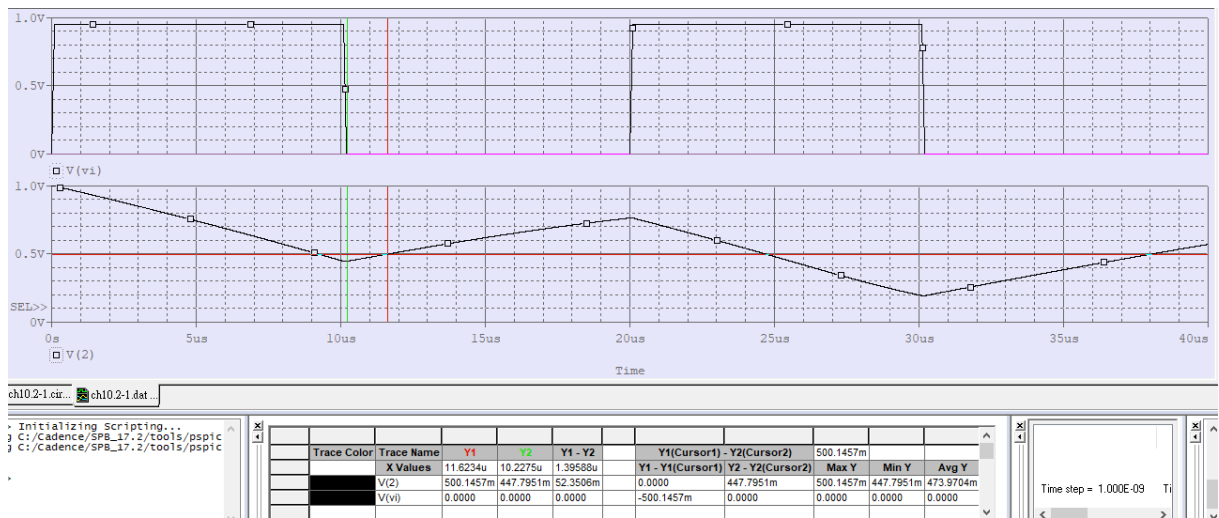 1.0V
0.5V
0V
V(vi)
1.0V
0.5V
SEL>>
0V
0s 5us 10us 15us 20us 25us 30us 35us 40us
V(2)
Time
ch10.2-1.cir... ch10.2-1.dat ...
> Initializing Scripting...
g C:/Cadence/SPB_17.2/tools/pspic
g C:/Cadence/SPB_17.2/tools/pspic
Trace Color Trace Name Y1 Y2 Y1 - Y2 Y1(Cursor1) - Y2(Cursor2) 500.1457m
X Values 11.6234u 10.2275u 1.39588u Y1 - Y1(Cursor1) Y2 - Y2(Cursor2) Max Y Min Y Avg Y
V(2) 500.1457m 447.7951m 52.3506m 0.0000 447.7951m 500.1457m 447.7951m 473.9704m
V(vi) 0.0000 0.0000 0.0000 -500.1457m 0.0000 0.0000 0.0000 0.0000
Time step = 1.000E-09 Ti